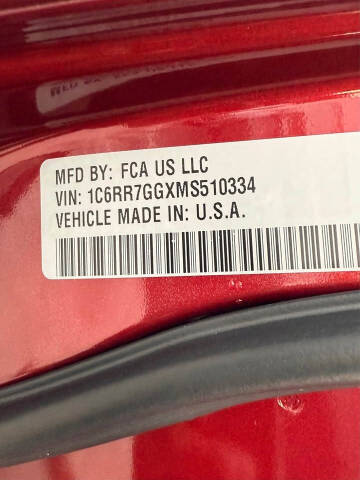 MFD BY: FCA US LLC
VIN: 1C6RR7GGXMS510334
VEHICLE MADE IN: U.S.A.